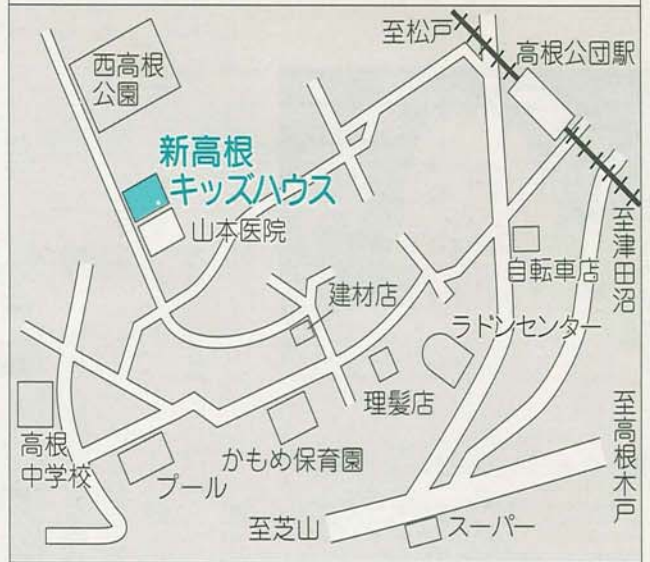 至松戸
高根公団駅
西高根
公園
新高根
キッズハウス
山本医院
至津田沼
自転車店
建材店
ラドンセンター
理髪店
至高根木戸
高根
中学校
かもめ保育園
プール
至芝山
スーパー